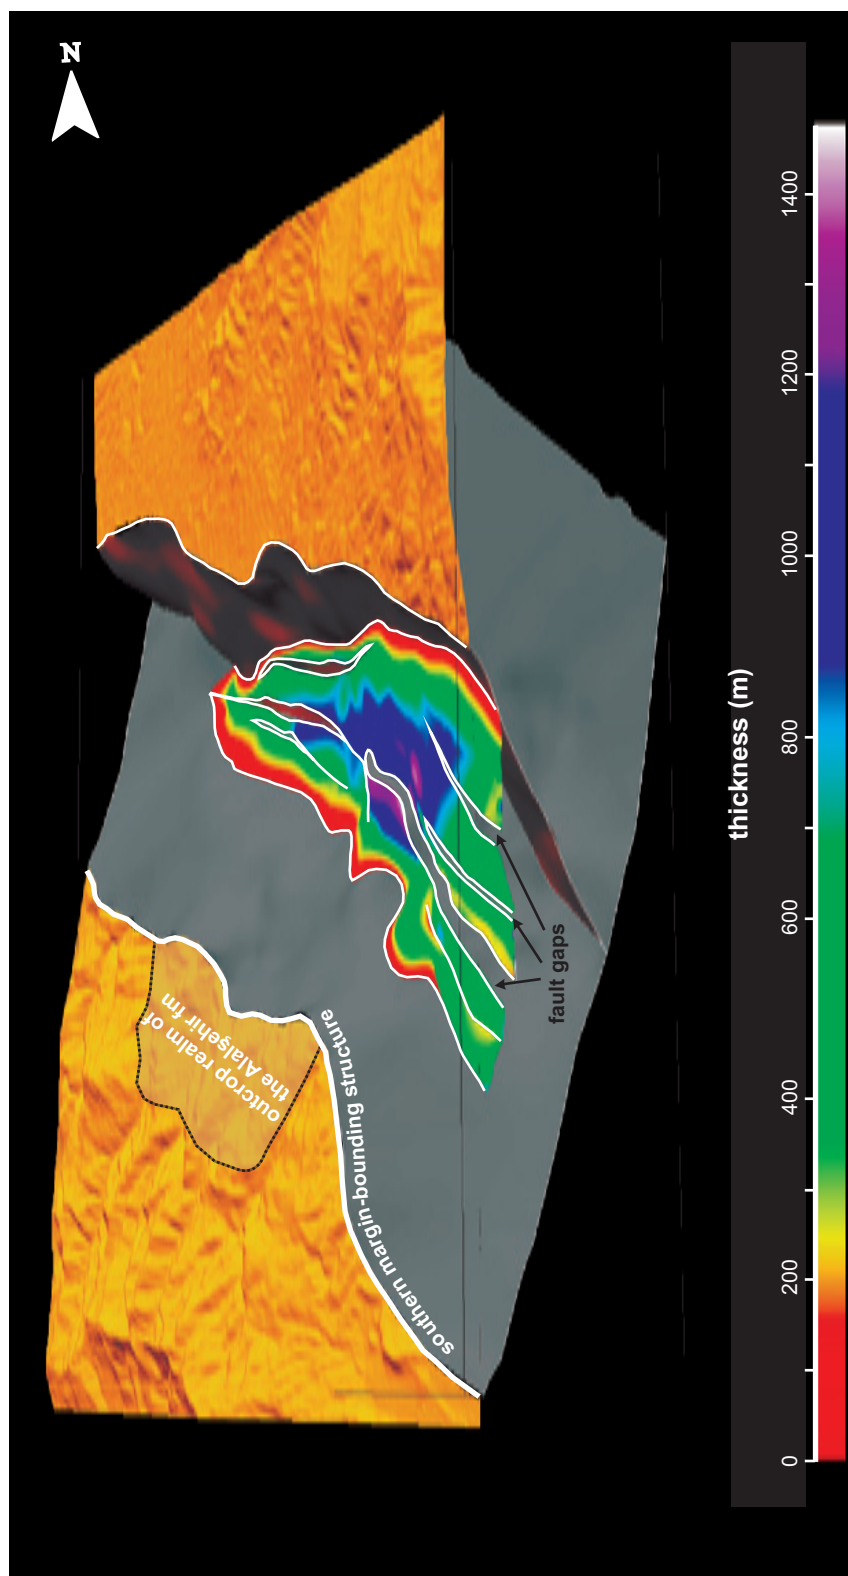 N
outcrop realm of
the Alaşehir fm
southern margin-bounding structure
fault gaps
thickness (m)
0
200
400
600
800
1000
1200
1400